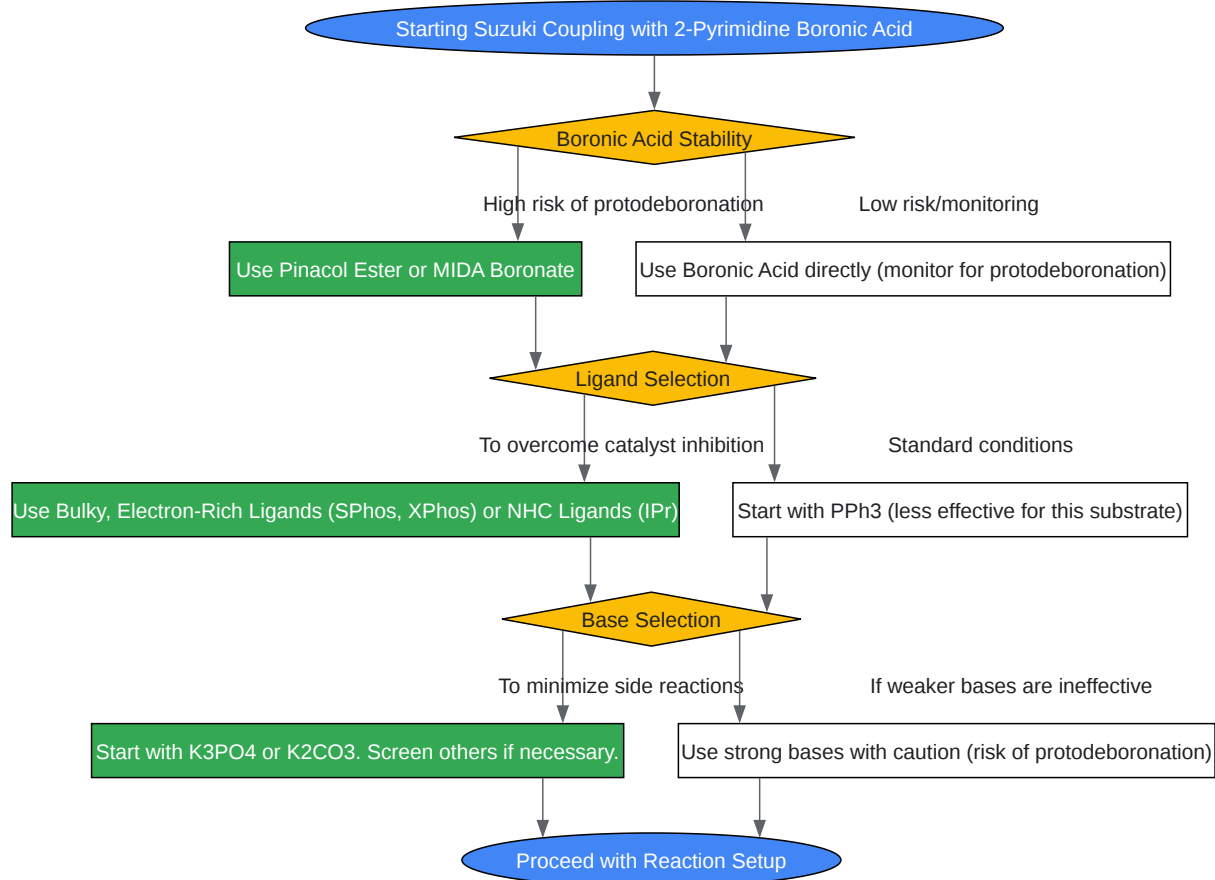 Starting Suzuki Coupling with 2-Pyrimidine Boronic Acid
Boronic Acid Stability
High risk of protodeboronation
Low risk/monitoring
Use Pinacol Ester or MIDA Boronate
Use Boronic Acid directly (monitor for protodeboronation)
Ligand Selection
To overcome catalyst inhibition
Standard conditions
Use Bulky, Electron-Rich Ligands (SPhos, XPhos) or NHC Ligands (IPr)
Start with PPh3 (less effective for this substrate)
Base Selection
To minimize side reactions
If weaker bases are ineffective
Start with K3PO4 or K2CO3. Screen others if necessary.
Use strong bases with caution (risk of protodeboronation)
Proceed with Reaction Setup